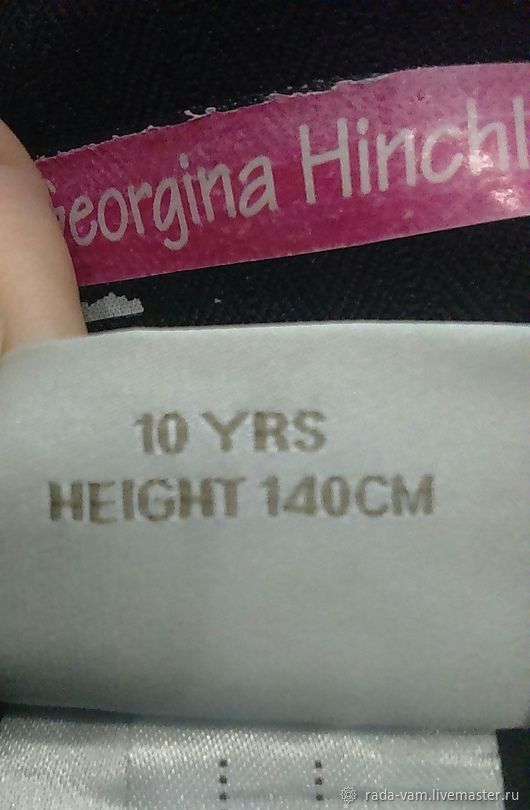 Georgina Hinchl
10 YRS
HEIGHT 140CM
rada-vam.livemaster.ru